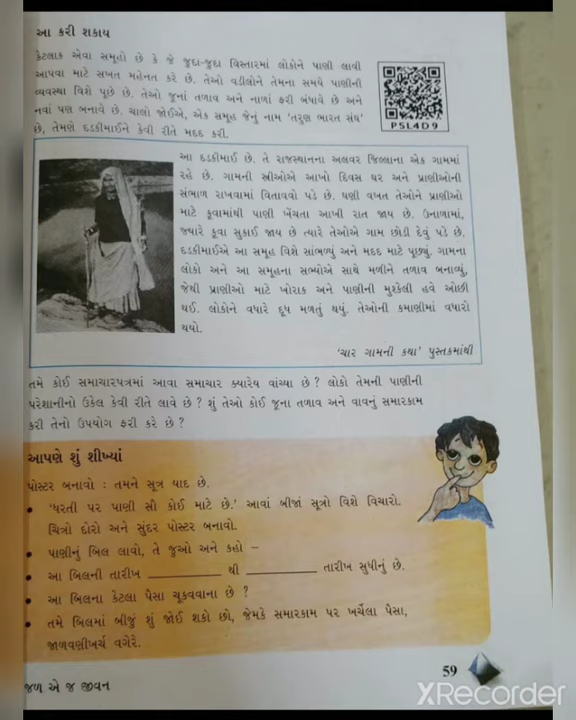 આ કરી શકાય
કેટલાક એવા સમૂહો છે કે જે જુદા-જુદા વિસ્તારમાં લોકોને પાણી લાવી
આપવા માટે સખત મહેનત કરે છે. તેઓ વડીલોને તેમના સમયે પાણીની
વ્યવસ્થા વિશે પૂછે છે. તેઓ જૂનાં તળાવ અને નાળાં ફરી બંધાવે છે અને
નવાં પણ બનાવે છે. ચાલો જોઈએ, એક સમૂહ જેનું નામ ‘તરુણ ભારત સંઘ’
છે, તેમણે દડકીમાઈને કેવી રીતે મદદ કરી.
P5L4D9
આ દડકીમાઈ છે. તે રાજસ્થાનના અલવર જિલ્લાના એક ગામમાં
રહે છે. ગામની સ્ત્રીઓએ આખો દિવસ ઘર અને પ્રાણીઓની
સંભાળ રાખવામાં વિતાવવો પડે છે. ઘણી વખત તેઓને પ્રાણીઓ
માટે કૂવામાંથી પાણી ખેંચતા આખી રાત જાય છે. ઉનાળામાં,
જ્યારે કૂવા સુકાઈ જાય છે ત્યારે તેઓએ ગામ છોડી દેવું પડે છે.
દડકીમાઈએ આ સમૂહ વિશે સાંભળ્યું અને મદદ માટે પૂછ્યું. ગામના
લોકો અને આ સમૂહના સભ્યોએ સાથે મળીને તળાવ બનાવ્યું,
જેથી પ્રાણીઓ માટે ખોરાક અને પાણીની મુશ્કેલી હવે ઓછી
થઈ. લોકોને વધારે દૂધ મળતું થયું. તેઓની કમાણીમાં વધારો
થયો.
‘ચાર ગામની કથા’ પુસ્તકમાંથી
તમે કોઈ સમાચારપત્રમાં આવા સમાચાર ક્યારેય વાંચ્યા છે ? લોકો તેમની પાણીની
પરેશાનીનો ઉકેલ કેવી રીતે લાવે છે ? શું તેઓ કોઈ જૂના તળાવ અને વાવનું સમારકામ
કરી તેનો ઉપયોગ ફરી કરે છે ?
આપણે શું શીખ્યાં
પોસ્ટર બનાવો : તમને સૂત્ર યાદ છે.
• ‘ધરતી પર પાણી સૌ કોઈ માટે છે.’ આવાં બીજાં સૂત્રો વિશે વિચારો.
ચિત્રો દોરો અને સુંદર પોસ્ટર બનાવો.
• પાણીનું બિલ લાવો, તે જુઓ અને કહો –
• આ બિલની તારીખ __________ થી __________ તારીખ સુધીનું છે.
• આ બિલના કેટલા પૈસા ચૂકવવાના છે ?
• તમે બિલમાં બીજું શું જોઈ શકો છો, જેમકે સમારકામ પર ખર્ચેલા પૈસા,
જાળવણીખર્ચ વગેરે.
જળ એ જ જીવન
59
XRecorder